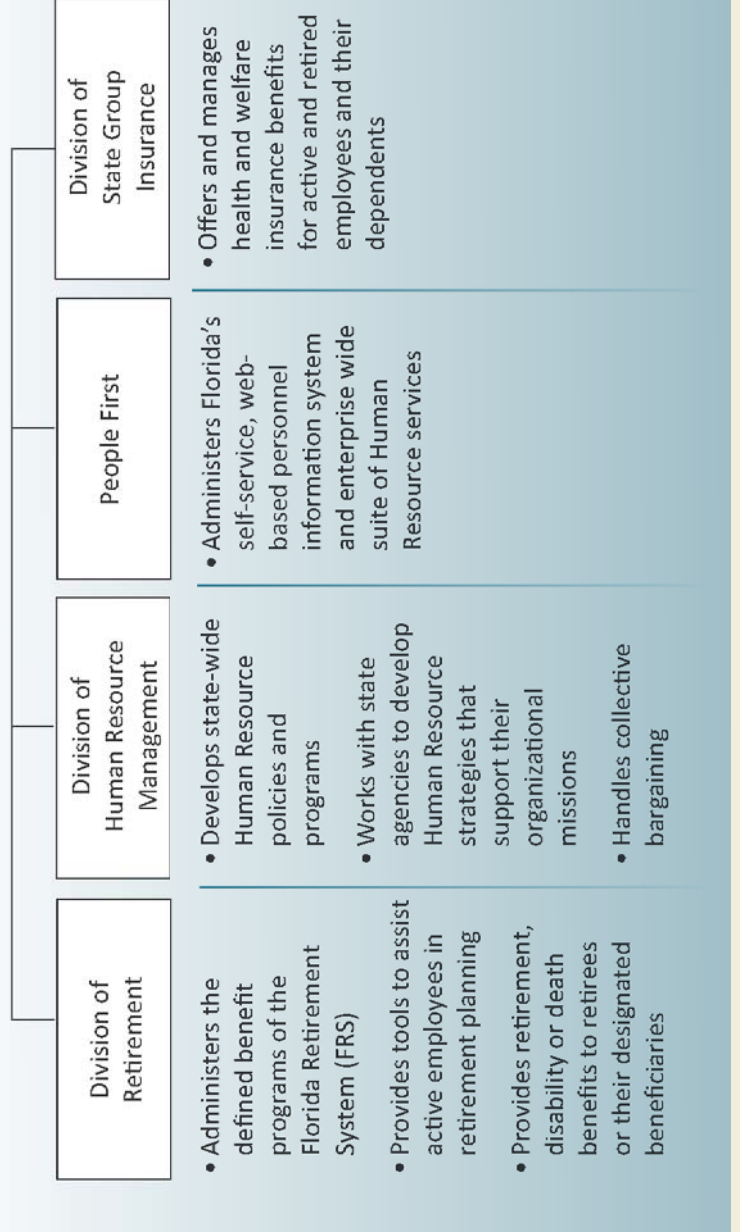 Division of
Retirement
• Administers the
defined benefit
programs of the
Florida Retirement
System (FRS)
• Provides tools to assist
active employees in
retirement planning
• Provides retirement,
disability or death
benefits to retirees
or their designated
beneficiaries
Division of
Human Resource
Management
• Develops state-wide
Human Resource
policies and
programs
• Works with state
agencies to develop
Human Resource
strategies that
support their
organizational
missions
• Handles collective
bargaining
People First
• Administers Florida's
self-service, web-
based personnel
information system
and enterprise wide
suite of Human
Resource services
Division of
State Group
Insurance
• Offers and manages
health and welfare
insurance benefits
for active and retired
employees and their
dependents